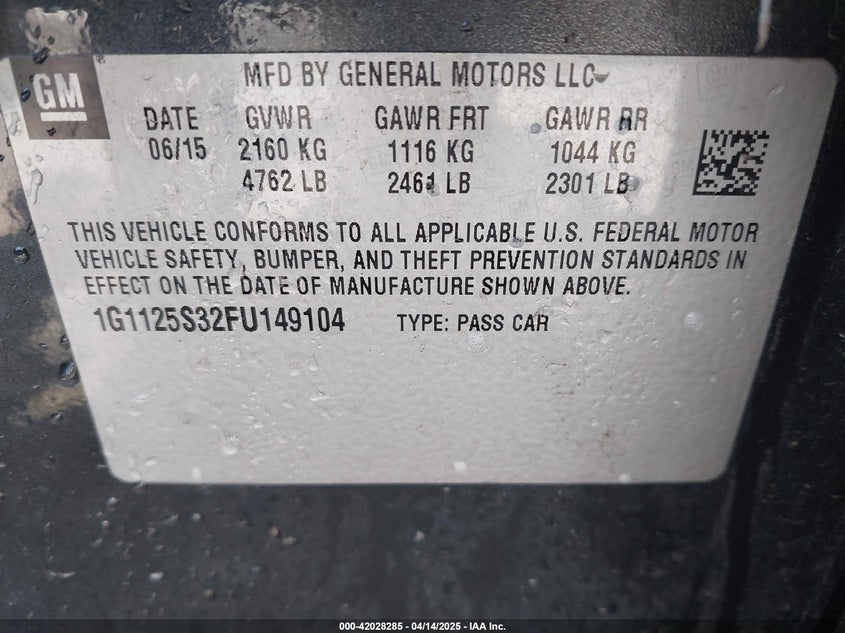 GM
MFD BY GENERAL MOTORS LLC
DATE GVWR GAWR FRT GAWR RR
06/15 2160 KG 1116 KG 1044 KG
4762 LB 2461 LB 2301 LB
THIS VEHICLE CONFORMS TO ALL APPLICABLE U.S. FEDERAL MOTOR
VEHICLE SAFETY, BUMPER, AND THEFT PREVENTION STANDARDS IN
EFFECT ON THE DATE OF MANUFACTURE SHOWN ABOVE.
1G1125S32FU149104 TYPE: PASS CAR
000-42028285 - 04/14/2025 - IAA Inc.